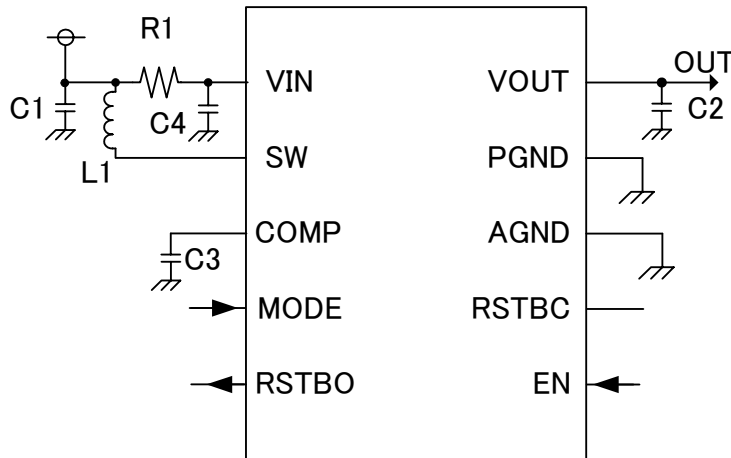 R1
OUT
VIN
VOUT
C1
C4
C2
L1
SW
PGND
COMP
AGND
C3
MODE
RSTBC
RSTBO
EN